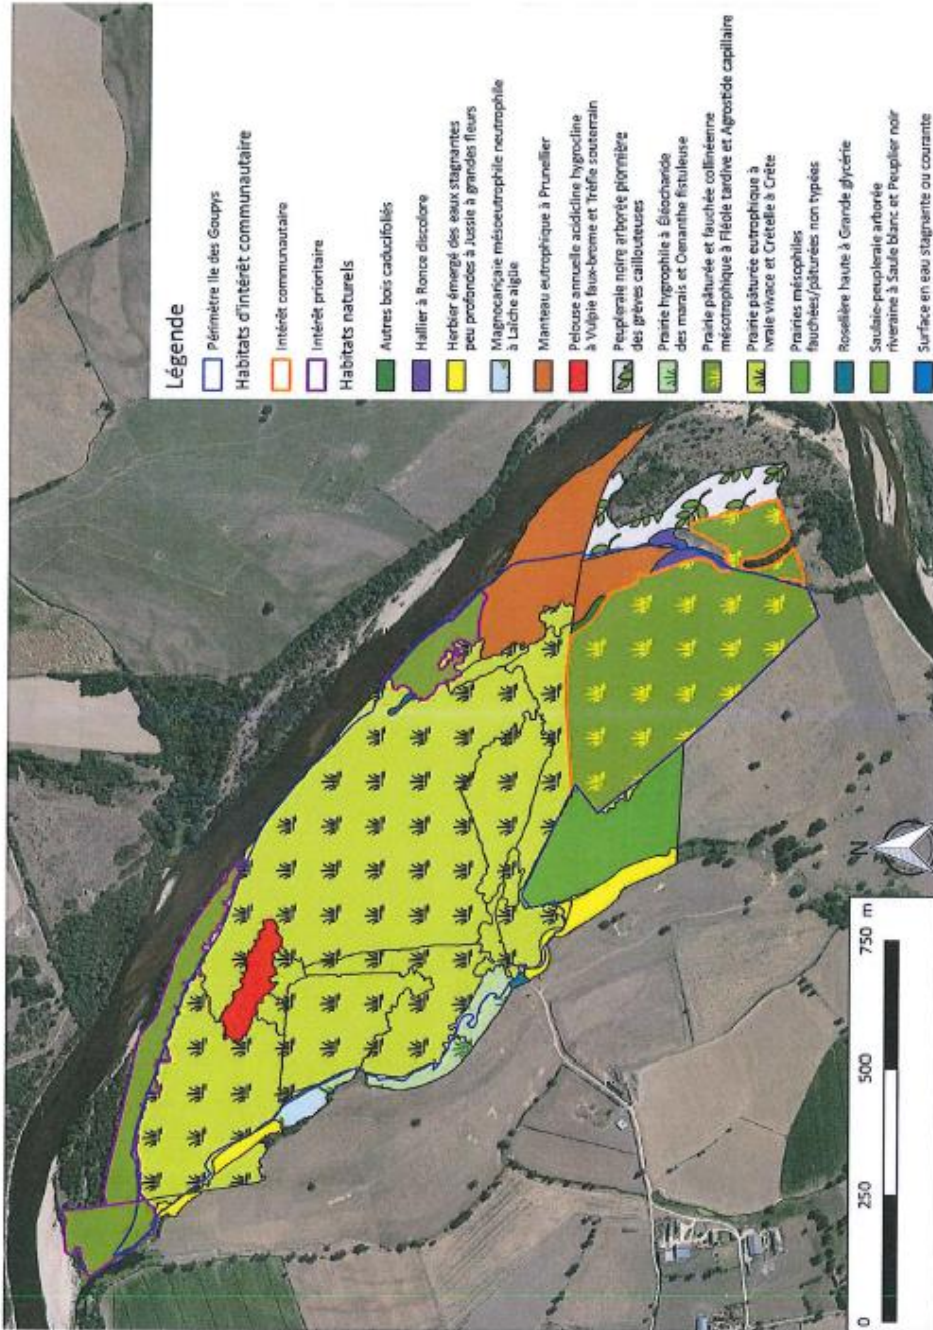 Légende
Périmètre Ile des Goupys
Habitats d'intérêt communautaire
Intérêt communautaire
Intérêt prioritaire
Habitats naturels
Autres bois caducifoliés
Hallier à Ronce discolore
Herbier émergé des eaux stagnantes
peu profondes à Jussie à grandes fleurs
Magnocariçaie mésoeutrophile neutrophile
à Laîche aigüe
Manteau eutrophique à Prunellier
Pelouse annuelle acidicline hygrocline
à Vulpie faux-brome et Trèfle souterrain
Peupleraie noire arborée pionnière
des grèves caillouteuses
Prairie hygrophile à Éléocharide
des marais et Oenanthe fistuleuse
Prairie pâturée et fauchée collinéenne
mésotrophique à Fléole tardive et Agrostide capillaire
Prairie pâturée eutrophique à
Ivraie vivace et Crételle à Crête
Prairies mésophiles
fauchées/pâturées non typées
Roselière haute à Grande glycérie
Saulaie-peupleraie arborée
riveraine à Saule blanc et Peuplier noir
Surface en eau stagnante ou courante
N
0 250 500 750 m